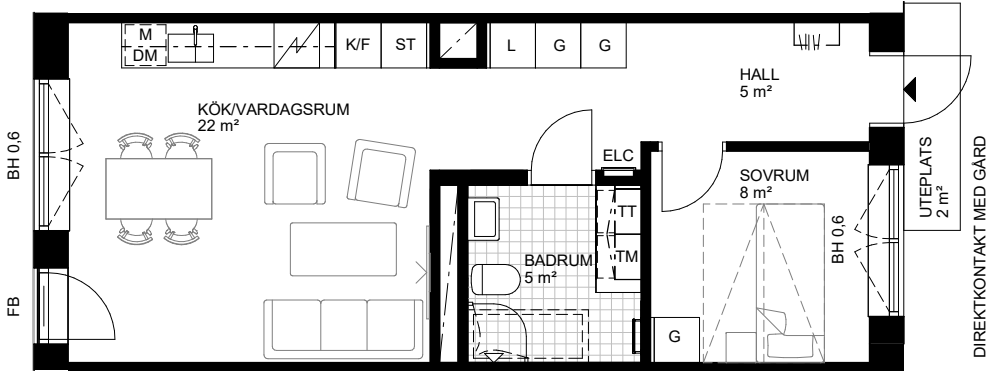 M
DM
K/F
ST
L
G
G
HALL
5 m²
KÖK/VARDAGSRUM
22 m²
BH 0,6
ELC
SOVRUM
8 m²
UTEPLATS
2 m²
DIREKTKONTAKT MED GÅRD
TT
TM
BADRUM
5 m²
BH 0,6
FB
G